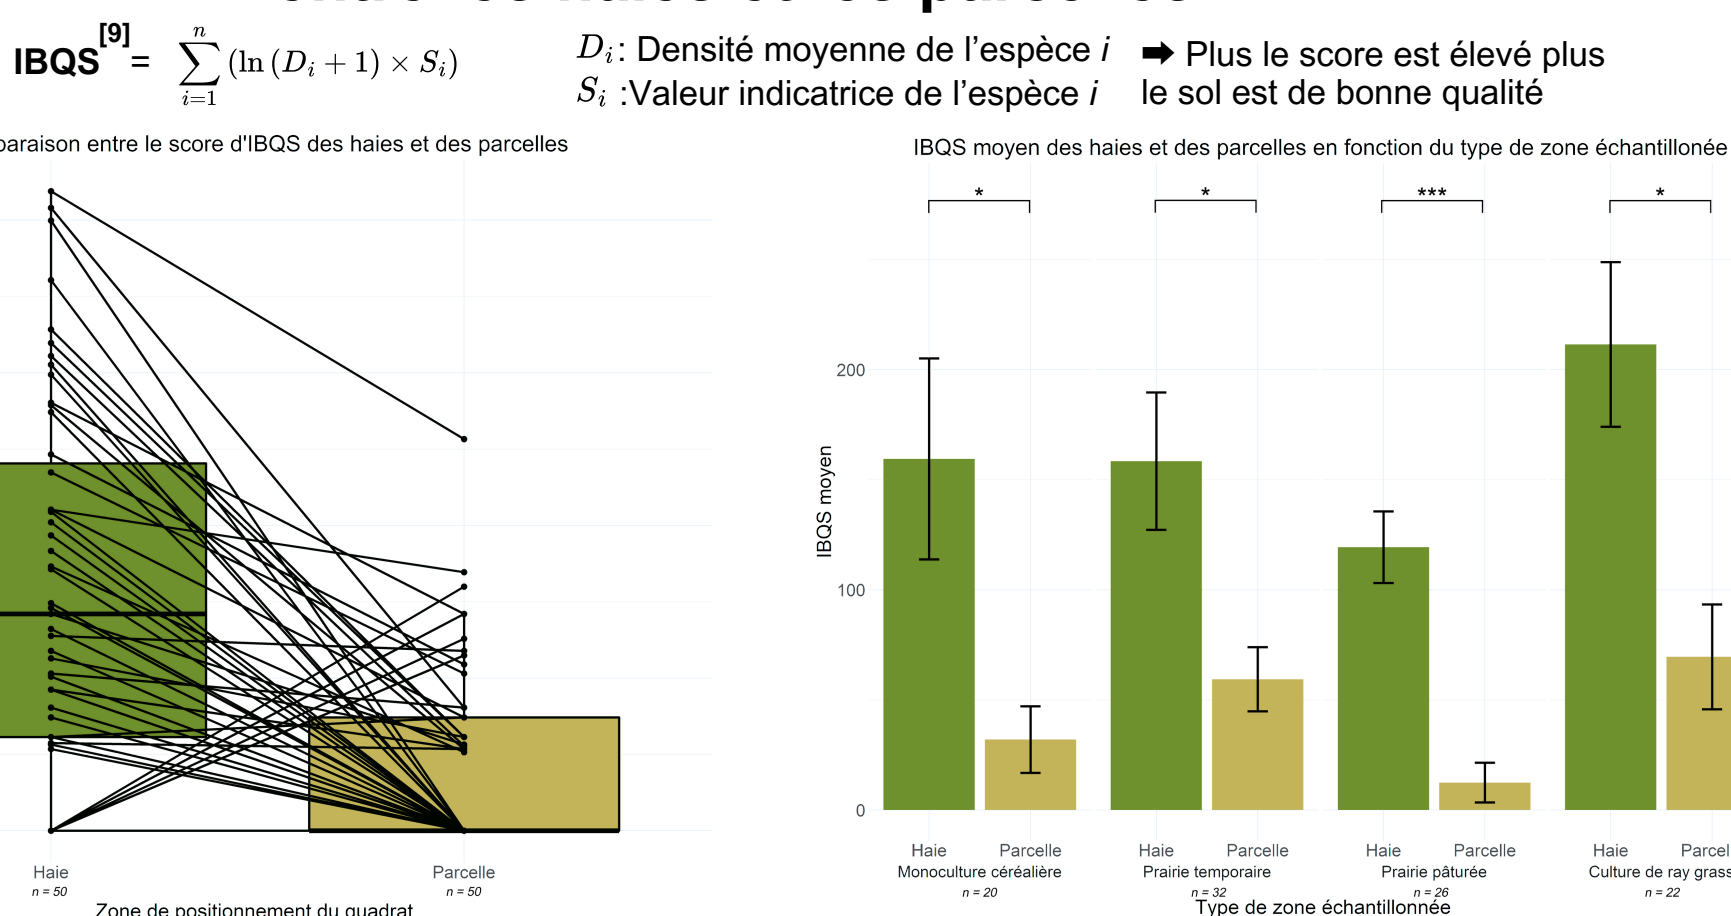 IBQS[9] = ∑ i=1 n (ln (Di + 1) × Si)
Di : Densité moyenne de l'espèce i
Si :Valeur indicatrice de l'espèce i
➡ Plus le score est élevé plus
le sol est de bonne qualité
paraison entre le score d'IBQS des haies et des parcelles
Haie
n = 50
Parcelle
n = 50
Zone de positionnement du quadrat
IBQS moyen des haies et des parcelles en fonction du type de zone échantillonée
* * *** *
IBQS moyen
200
100
0
Haie Parcelle Haie Parcelle Haie Parcelle Haie Parcel
Monoculture céréalière Prairie temporaire Prairie pâturée Culture de ray grass
n = 20 n = 32 n = 26 n = 22
Type de zone échantillonnée